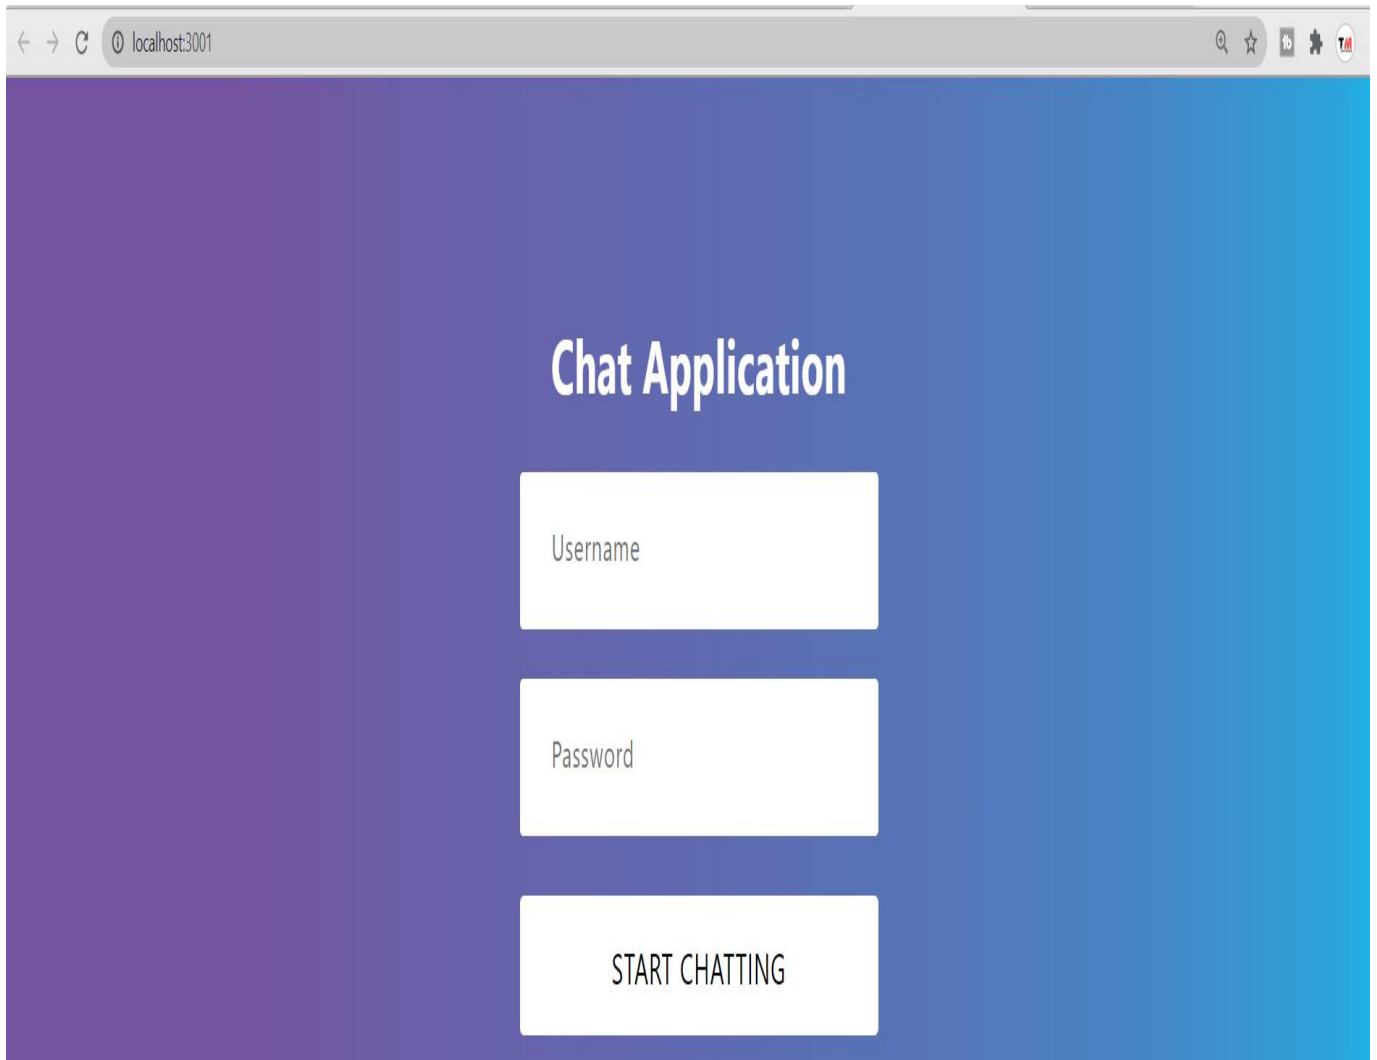 localhost:3001
Chat Application
Username
Password
START CHATTING